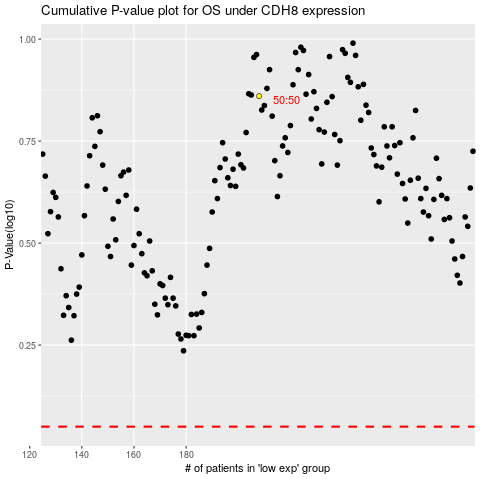 Cumulative P-value plot for OS under CDH8 expression
P-Value(log10)
1.00
0.75
0.50
0.25
50:50
120 140 160 180
# of patients in 'low exp' group